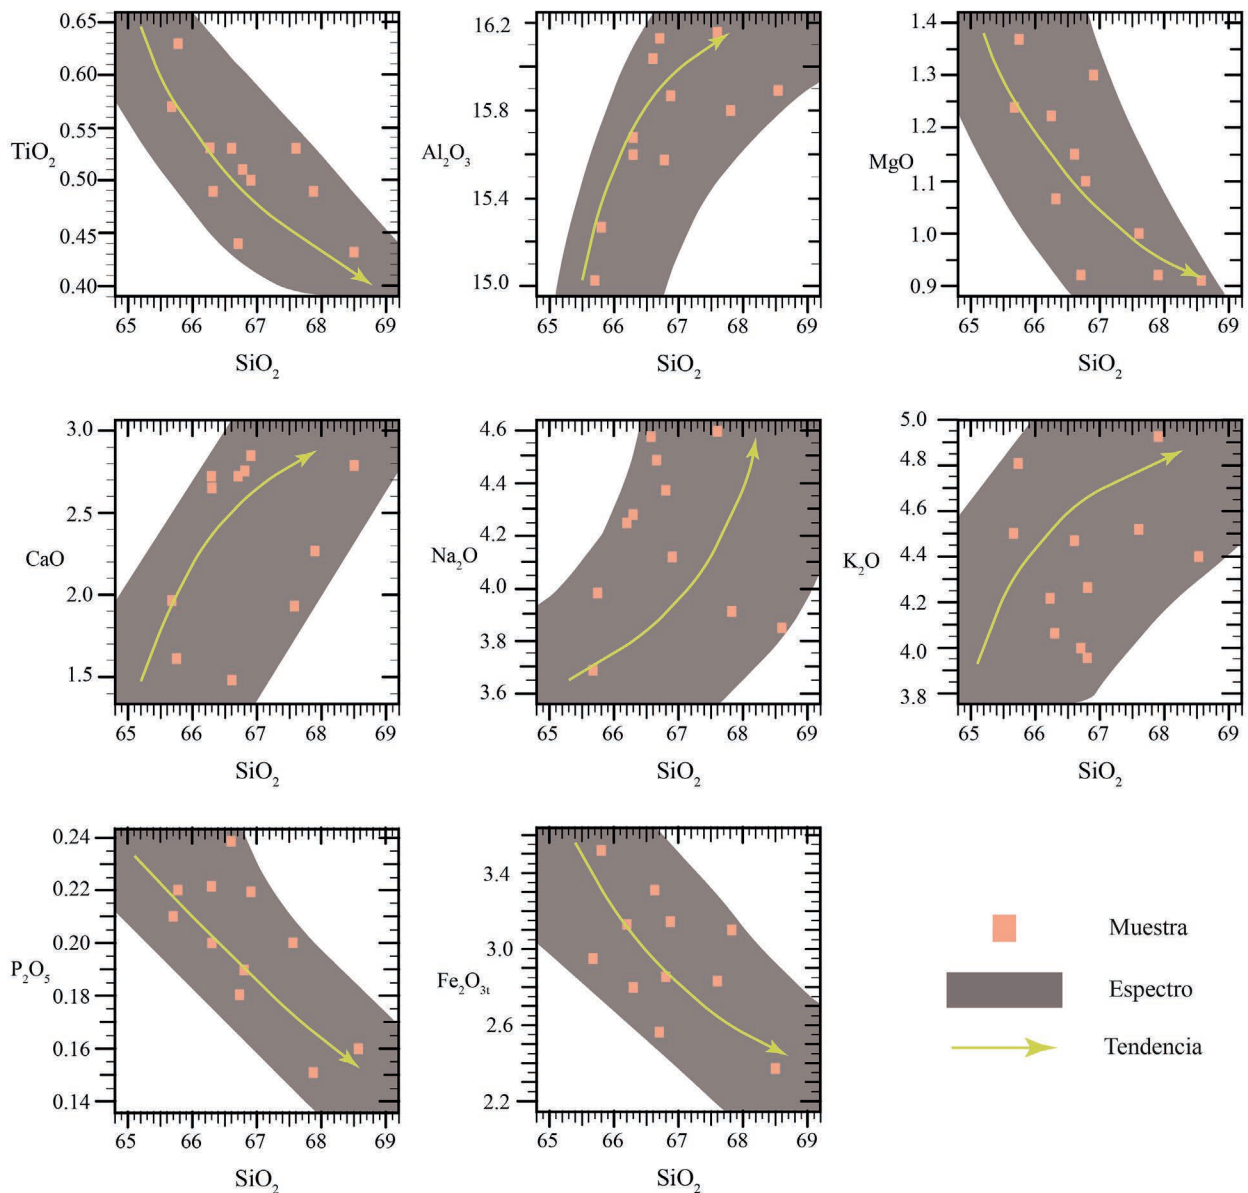 0.65
0.60
0.55
TiO2
0.50
0.45
0.40
65 66 67 68 69
SiO2
16.2
15.8
Al2O3
15.4
15.0
65 66 67 68 69
SiO2
1.4
1.3
1.2
MgO
1.1
1.0
0.9
65 66 67 68 69
SiO2
3.0
2.5
CaO
2.0
1.5
65 66 67 68 69
SiO2
4.6
4.4
4.2
Na2O
4.0
3.8
3.6
65 66 67 68 69
SiO2
5.0
4.8
4.6
K2O
4.4
4.2
4.0
3.8
65 66 67 68 69
SiO2
0.24
0.22
0.20
P2O5
0.18
0.16
0.14
65 66 67 68 69
SiO2
3.4
3.0
Fe2O3t
2.6
2.2
65 66 67 68 69
SiO2
Muestra
Espectro
Tendencia